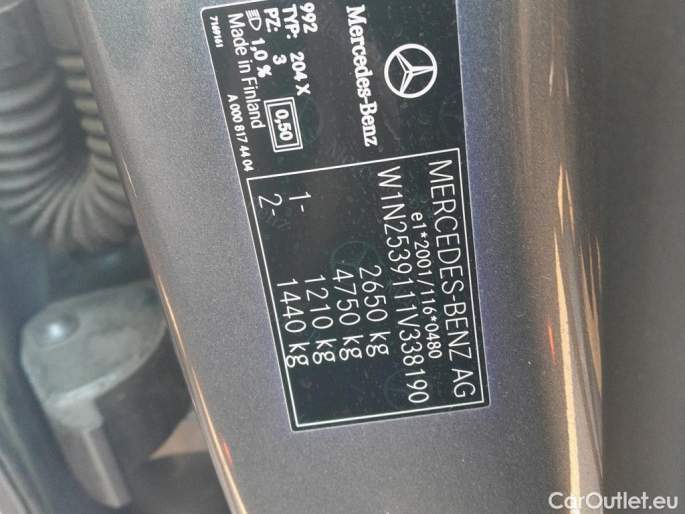 Mercedes-Benz
992
TYP: 204 X
PZ: 3
1,0 %
0,50
Made in Finland
7169161
A 000 817 44 04
MERCEDES-BENZ AG
e1*2001/116*0480
W1N2539111V338190
2650 kg
4750 kg
1- 1210 kg
2- 1440 kg
CarOutlet.eu